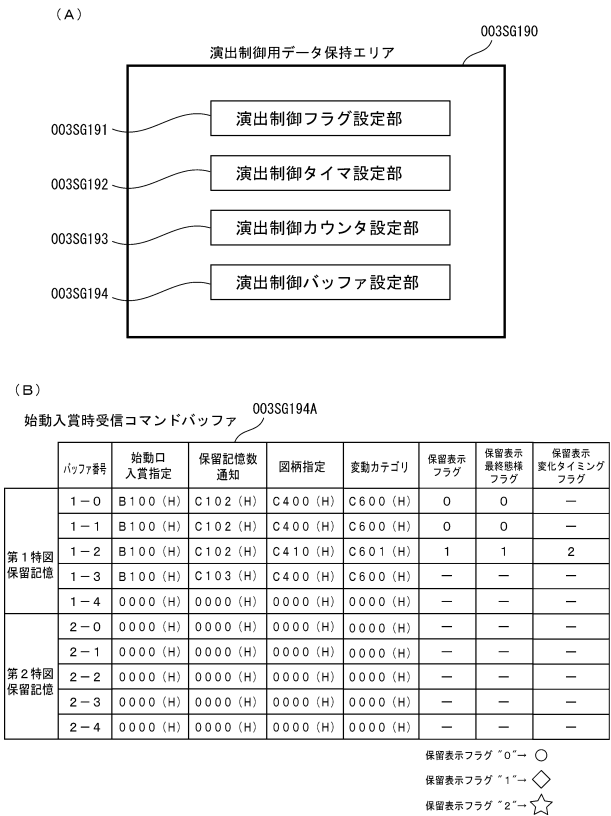 （A）
003SG190
演出制御用データ保持エリア
演出制御フラグ設定部
003SG191
演出制御タイマ設定部
003SG192
演出制御カウンタ設定部
003SG193
演出制御バッファ設定部
003SG194
（B）
003SG194A
始動入賞時受信コマンドバッファ
バッファ番号 始動口入賞指定 保留記憶数通知 図柄指定 変動カテゴリ 保留表示フラグ 保留表示最終態様フラグ 保留表示変化タイミングフラグ
第1特図保留記憶
1－0 B100（H） C102（H） C400（H） C600（H） 0 0 －
1－1 B100（H） C102（H） C400（H） C600（H） 0 0 －
1－2 B100（H） C102（H） C410（H） C601（H） 1 1 2
1－3 B100（H） C103（H） C400（H） C600（H） － － －
1－4 0000（H） 0000（H） 0000（H） 0000（H） － － －
第2特図保留記憶
2－0 0000（H） 0000（H） 0000（H） 0000（H） － － －
2－1 0000（H） 0000（H） 0000（H） 0000（H） － － －
2－2 0000（H） 0000（H） 0000（H） 0000（H） － － －
2－3 0000（H） 0000（H） 0000（H） 0000（H） － － －
2－4 0000（H） 0000（H） 0000（H） 0000（H） － － －
保留表示フラグ "0"→ ○
保留表示フラグ "1"→ ◇
保留表示フラグ "2"→ ☆